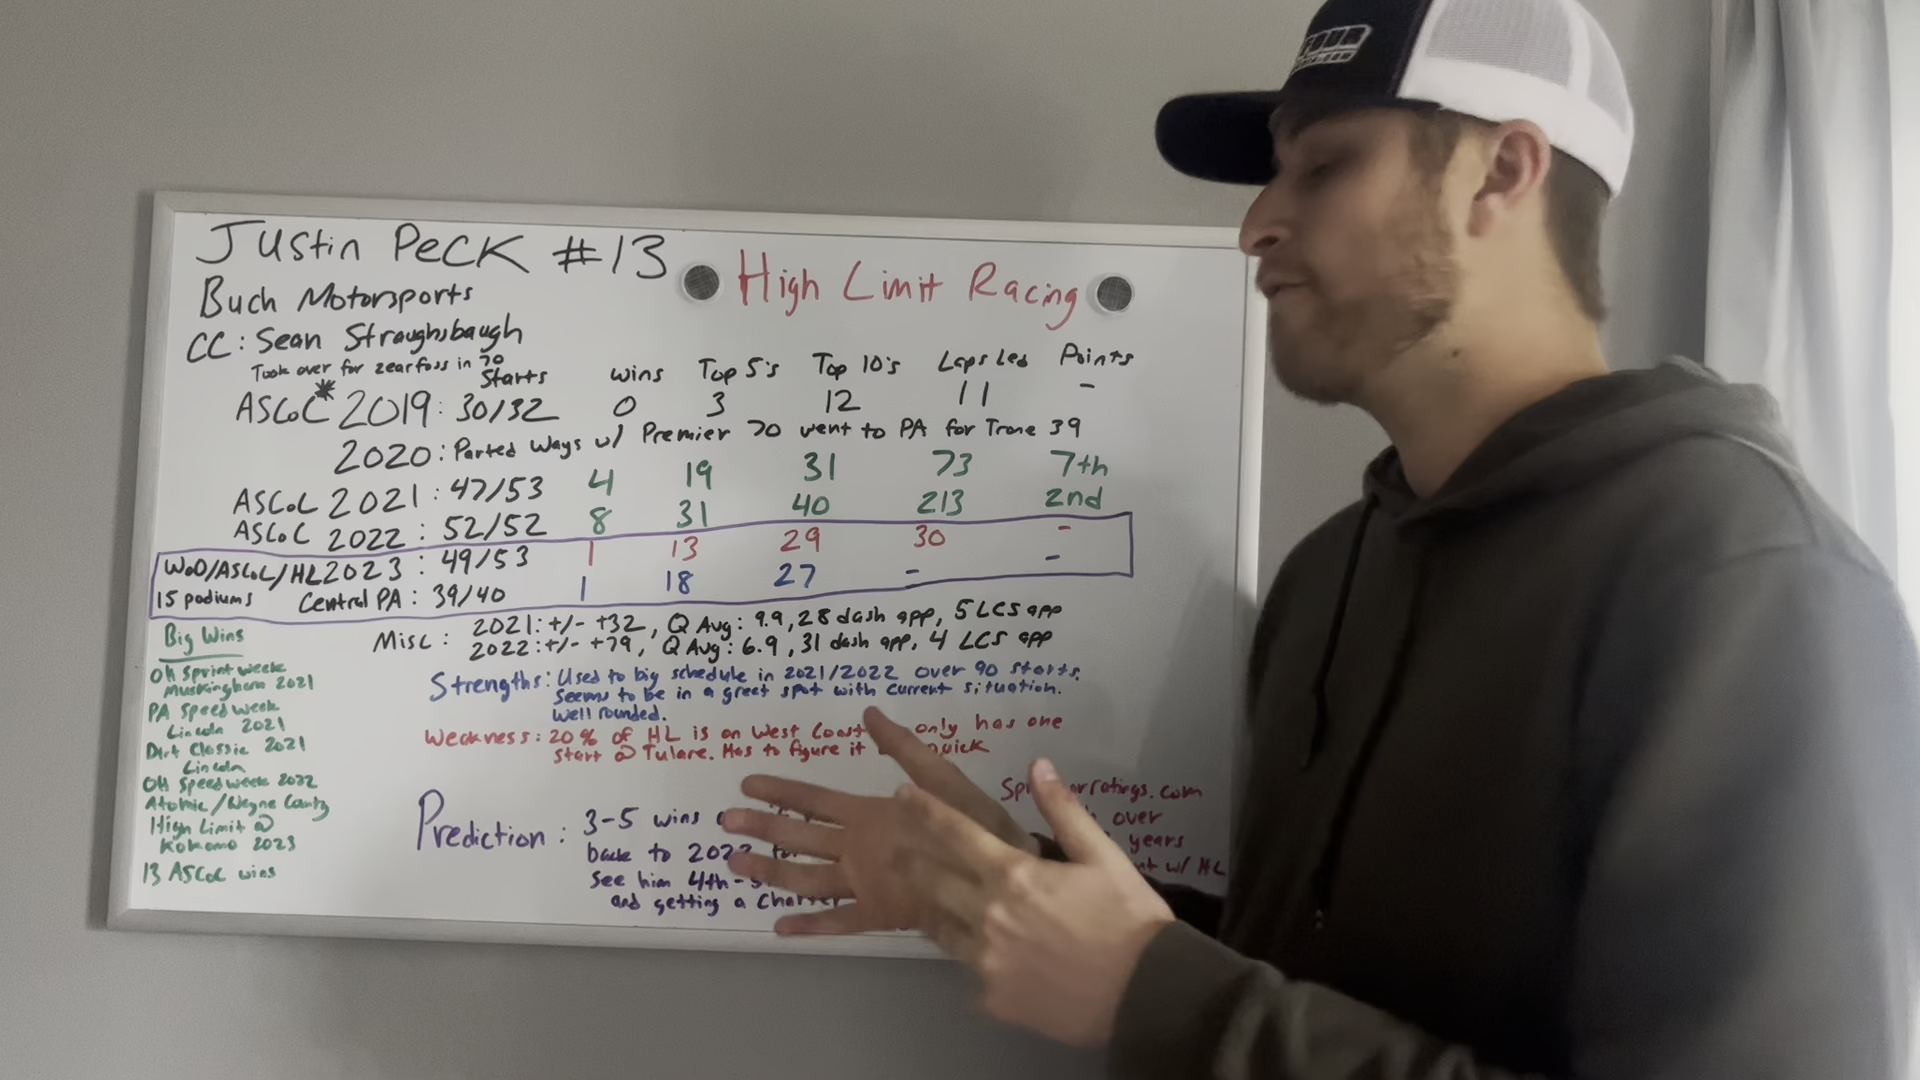 Justin Peck #13
High Limit Racing
Buch Motorsports
CC: Sean Straughsbaugh
Took over for zearfoss in 70
Starts wins Top 5's Top 10's Laps Led Points
ASCoC* 2019: 30/32 0 3 12 11 -
2020: Parted Ways w/ Premier 70 went to PA for Trone 39
ASCoC 2021: 47/53 4 19 31 73 7th
ASCoC 2022: 52/52 8 31 40 213 2nd
WoO/ASCoC/HL 2023: 49/53 1 13 29 30 -
15 podiums Central PA: 39/40 1 18 27 - -
Misc: 2021: +/- +32, Q Avg: 9.9, 28 dash app, 5 LCS app
2022: +/- +79, Q Avg: 6.9, 31 dash app, 4 LCS app
Big Wins
OH Sprint week
Muskingham 2021
PA Speedweek
Lincoln 2021
Dirt Classic 2021
Lincoln
OH Speedweek 2022
Atomic/Wayne County
High Limit @
Kokomo 2023
13 ASCoC wins
Strengths: Used to big schedule in 2021/2022 over 90 starts.
Seems to be in a great spot with current situation.
Well rounded.
Weakness: 20% of HL is on West Coast only has one
start @ Tulare. Has to figure it quick
Prediction: 3-5 wins
back to 2022
See him 4th-
and getting a Charter
ratings.com
over
years
w/ HL